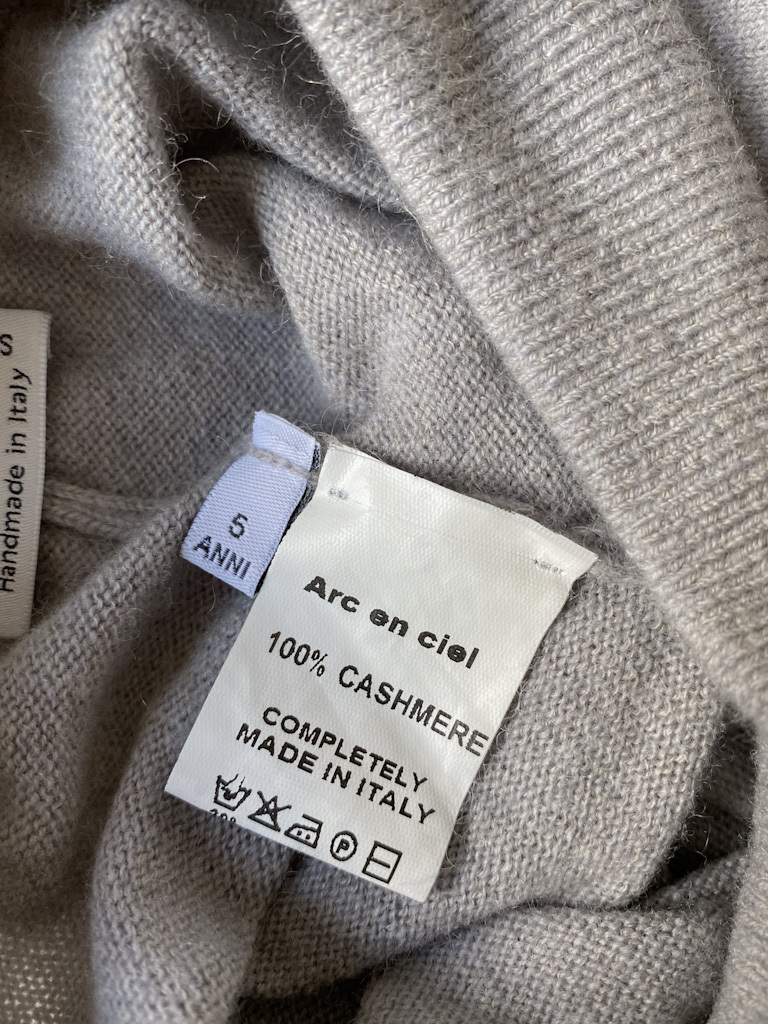 S
Handmade in Italy
5
ANNI
Arc en ciel
100% CASHMERE
COMPLETELY
MADE IN ITALY
P